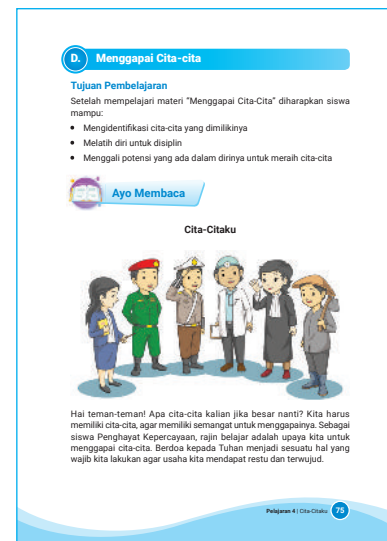 D. Menggapai Cita-cita
Tujuan Pembelajaran
Setelah mempelajari materi "Menggapai Cita-Cita" diharapkan siswa
mampu:
• Mengidentifikasi cita-cita yang dimilikinya
• Melatih diri untuk disiplin
• Menggali potensi yang ada dalam dirinya untuk meraih cita-cita
Ayo Membaca
Cita-Citaku
Hai teman-teman! Apa cita-cita kalian jika besar nanti? Kita harus
memiliki cita-cita, agar memiliki semangat untuk menggapainya. Sebagai
siswa Penghayat Kepercayaan, rajin belajar adalah upaya kita untuk
menggapai cita-cita. Berdoa kepada Tuhan menjadi sesuatu hal yang
wajib kita lakukan agar usaha kita mendapat restu dan terwujud.
Pelajaran 4 | Cita-Citaku 75